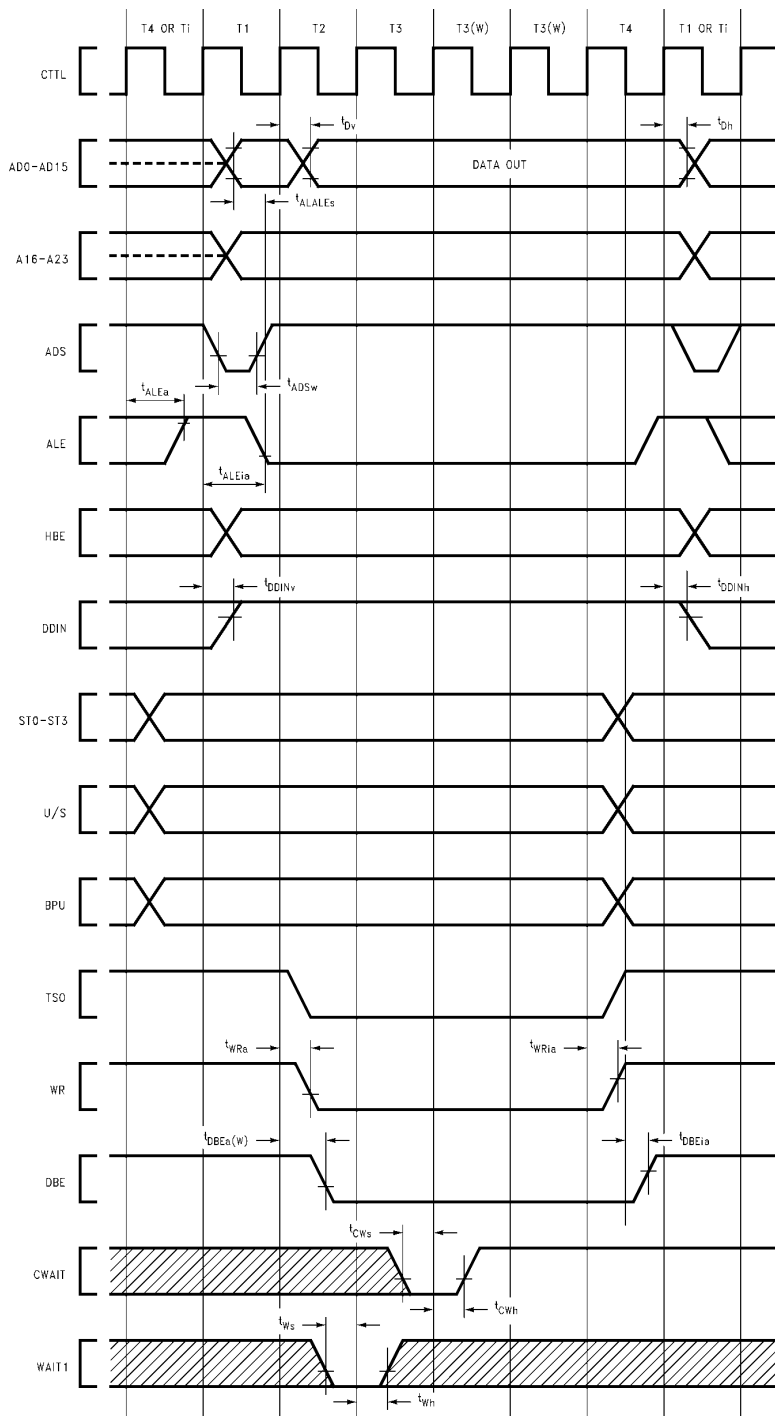 T4 OR Ti T1 T2 T3 T3(W) T3(W) T4 T1 OR Ti
CTTL
tDv tDh
AD0-AD15 DATA OUT
tALALEs
A16-A23
ADS
tALEa tADSw
ALE
tALEia
HBE
tDDINv tDDINh
DDIN
ST0-ST3
U/S
BPU
TSO
tWRa tWRia
WR
tDBEa(W) tDBEia
DBE
tCWs
CWAIT
tCWh
tWs
WAIT1
tWh